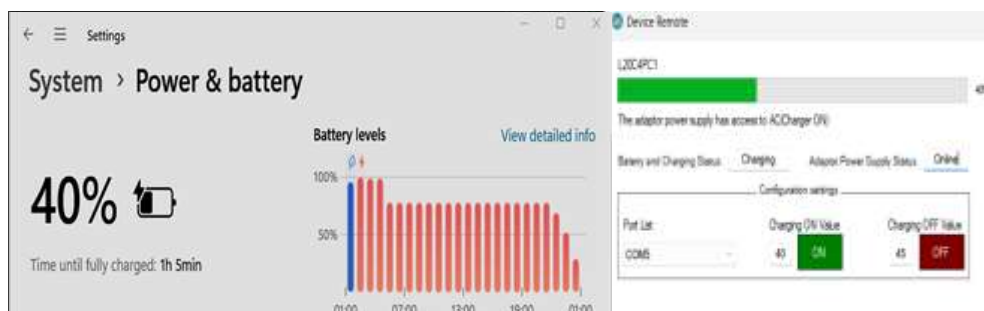 Settings
System > Power & battery
Battery levels
View detailed info
100%
50%
40%
Time until fully charged: 1h 5min
01:00 07:00 13:00 19:00 01:00
Device Remote
L20C4PC1
The adaptor power supply has access to AC(Charger ON)
Battery and Charging Status: Charging Adaptor Power Supply Status: Online
Configuration settings
Port List Charging ON Value Charging OFF Value
COM5 40 ON 45 OFF